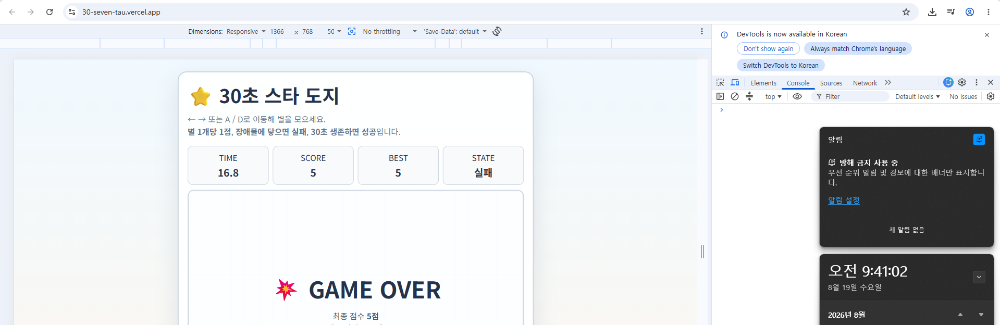 30-seven-tau.vercel.app
Dimensions: Responsive 1366 × 768 50 No throttling 'Save-Data': default
DevTools is now available in Korean
Don't show again Always match Chrome's language
Switch DevTools to Korean
Elements Console Sources Network
top Filter Default levels No Issues
30초 스타 도지
← → 또는 A / D로 이동해 별을 모으세요.
별 1개당 1점, 장애물에 닿으면 실패, 30초 생존하면 성공입니다.
TIME SCORE BEST STATE
16.8 5 5 실패
GAME OVER
최종 점수 5점
알림
방해 금지 사용 중
우선 순위 알림 및 경보에 대한 배너만 표시합니
다.
알림 설정
새 알림 없음
오전 9:41:02
8월 19일 수요일
2026년 8월